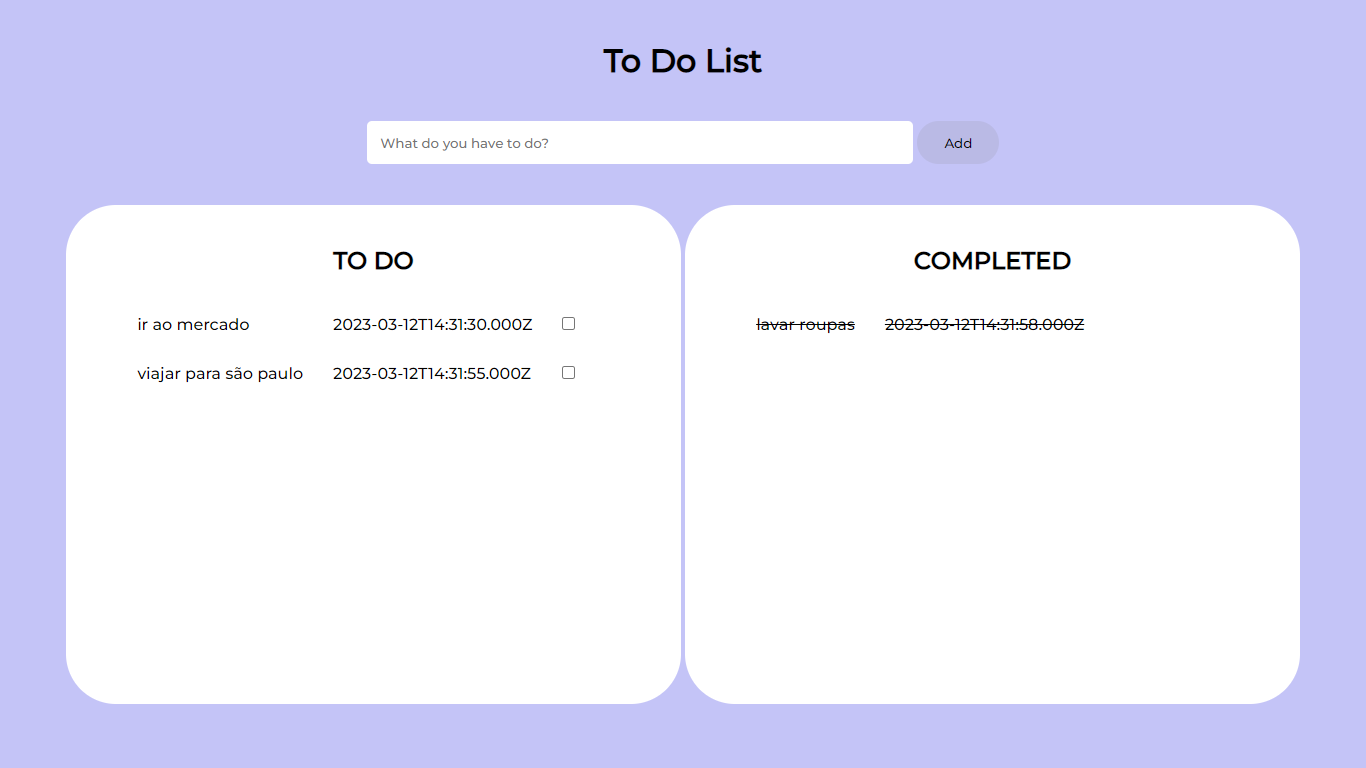 To Do List
What do you have to do?
Add
TO DO
ir ao mercado 2023-03-12T14:31:30.000Z
viajar para são paulo 2023-03-12T14:31:55.000Z
COMPLETED
lavar roupas 2023-03-12T14:31:58.000Z